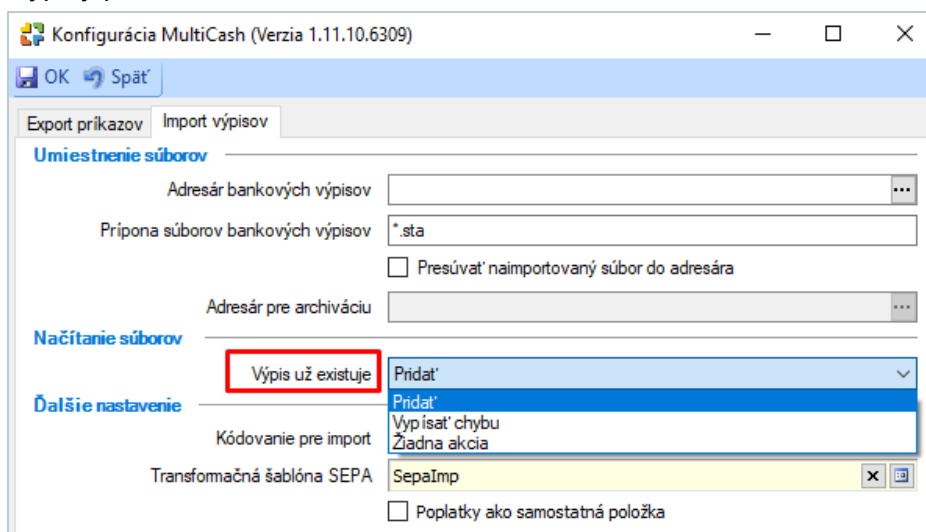 Konfigurácia MultiCash (Verzia 1.11.10.6309)
OK Späť
Export príkazov Import výpisov
Umiestnenie súborov
Adresár bankových výpisov
Prípona súborov bankových výpisov *.sta
Presúvať naimportovaný súbor do adresára
Adresár pre archiváciu
Načítanie súborov
Výpis už existuje Pridať
Pridať
Ďalšie nastavenie
Vypísať chybu
Kódovanie pre import Žiadna akcia
Transformačná šablóna SEPA SepaImp
Poplatky ako samostatná položka